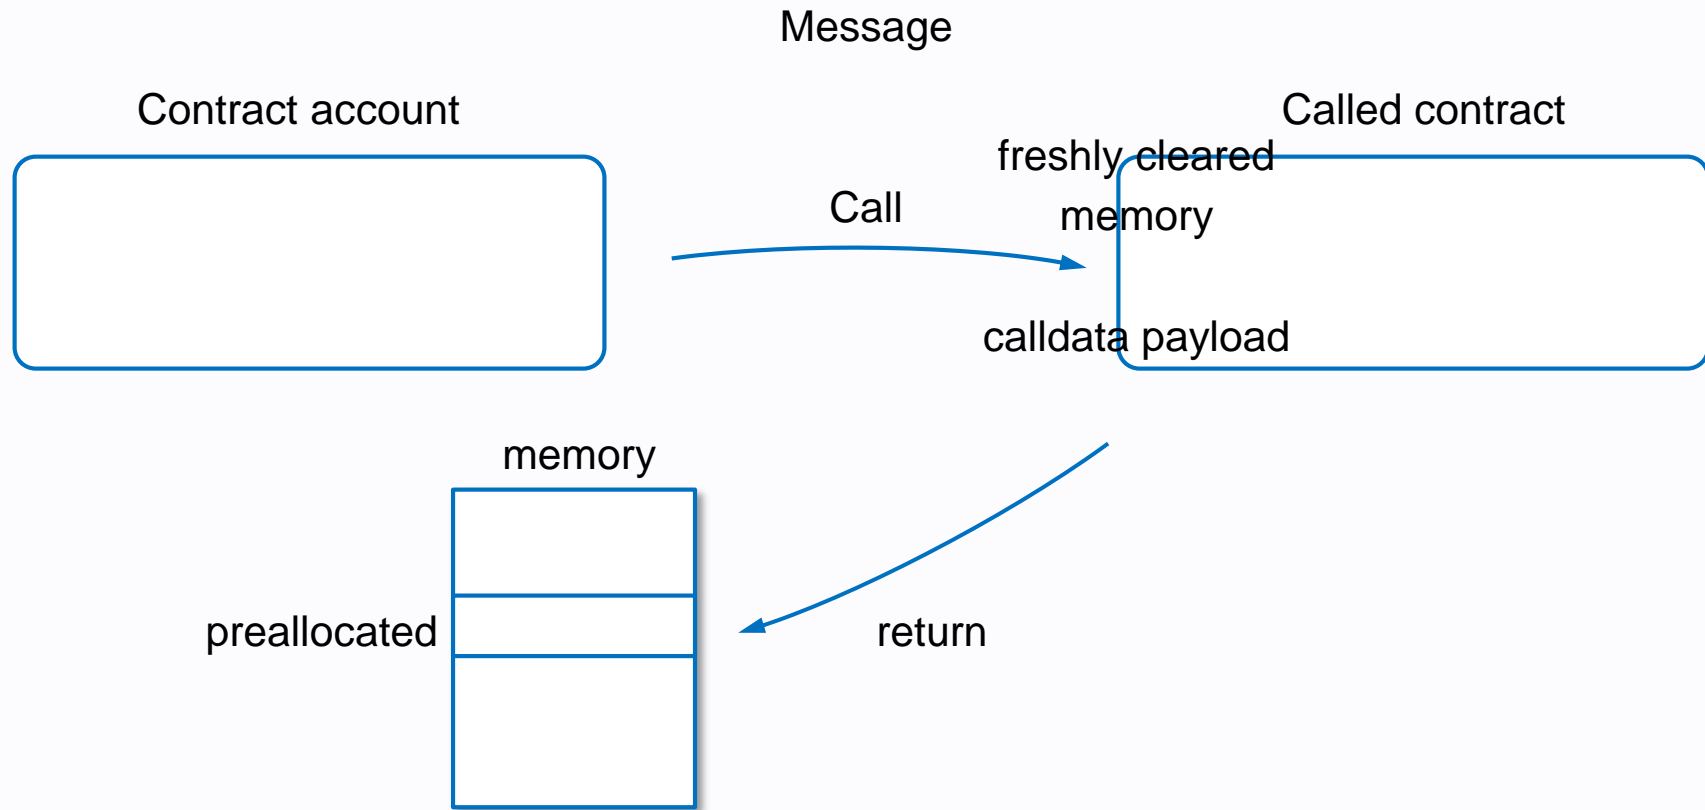 Message
Contract account
Called contract
freshly cleared
memory
Call
calldata payload
memory
preallocated
return